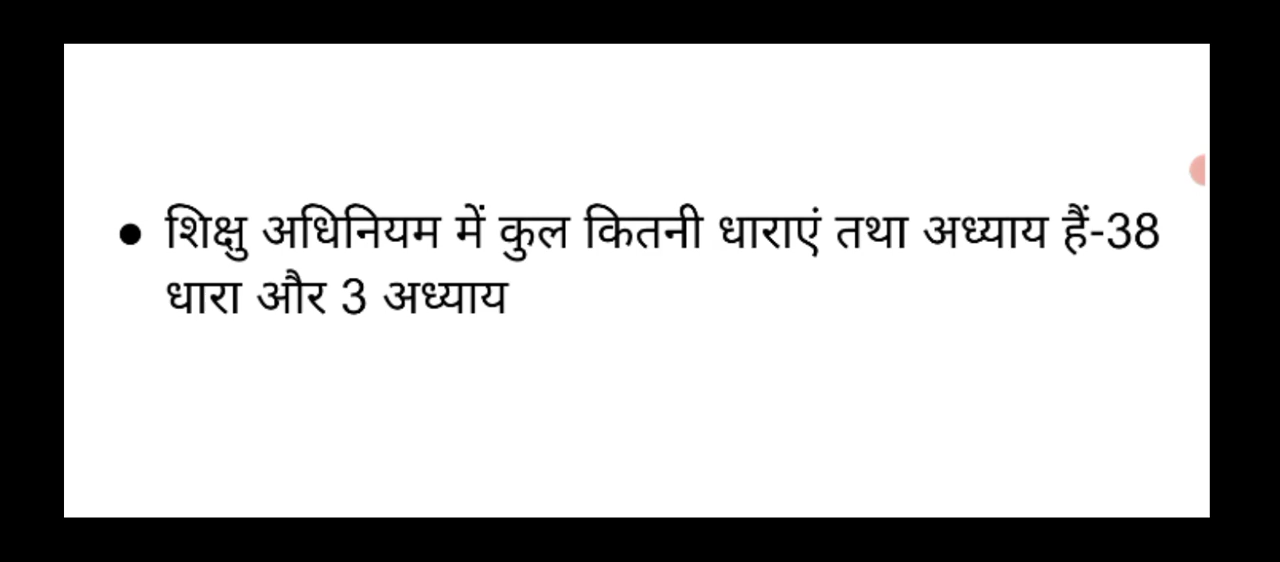 • शिक्षु अधिनियम में कुल कितनी धाराएं तथा अध्याय हैं-38
धारा और 3 अध्याय